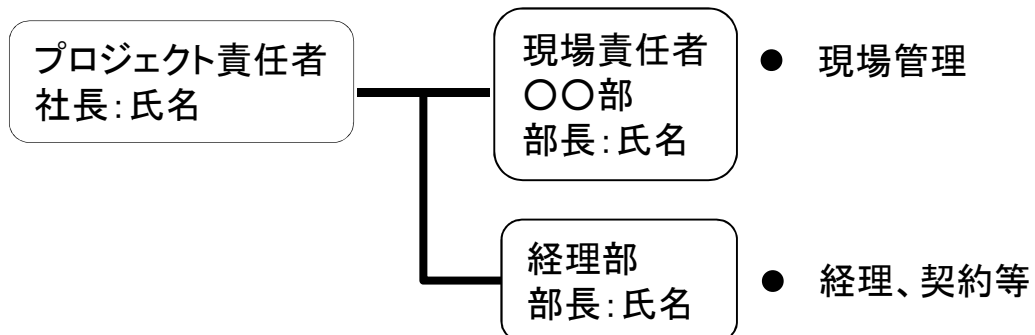 プロジェクト責任者
社長:氏名
現場責任者
〇〇部
部長:氏名
● 現場管理
経理部
部長:氏名
● 経理、契約等